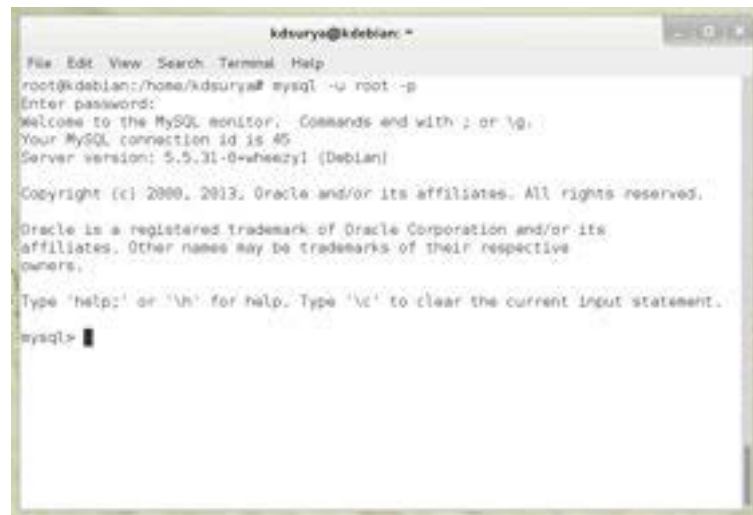 kdsurya@kdebian: ~
File Edit View Search Terminal Help
root@kdebian:/home/kdsurya# mysql -u root -p
Enter password:
Welcome to the MySQL monitor.  Commands end with ; or \g.
Your MySQL connection id is 45
Server version: 5.5.31-0+wheezy1 (Debian)
Copyright (c) 2000, 2013, Oracle and/or its affiliates. All rights reserved.
Oracle is a registered trademark of Oracle Corporation and/or its
affiliates. Other names may be trademarks of their respective
owners.
Type 'help;' or '\h' for help. Type '\c' to clear the current input statement.
mysql>